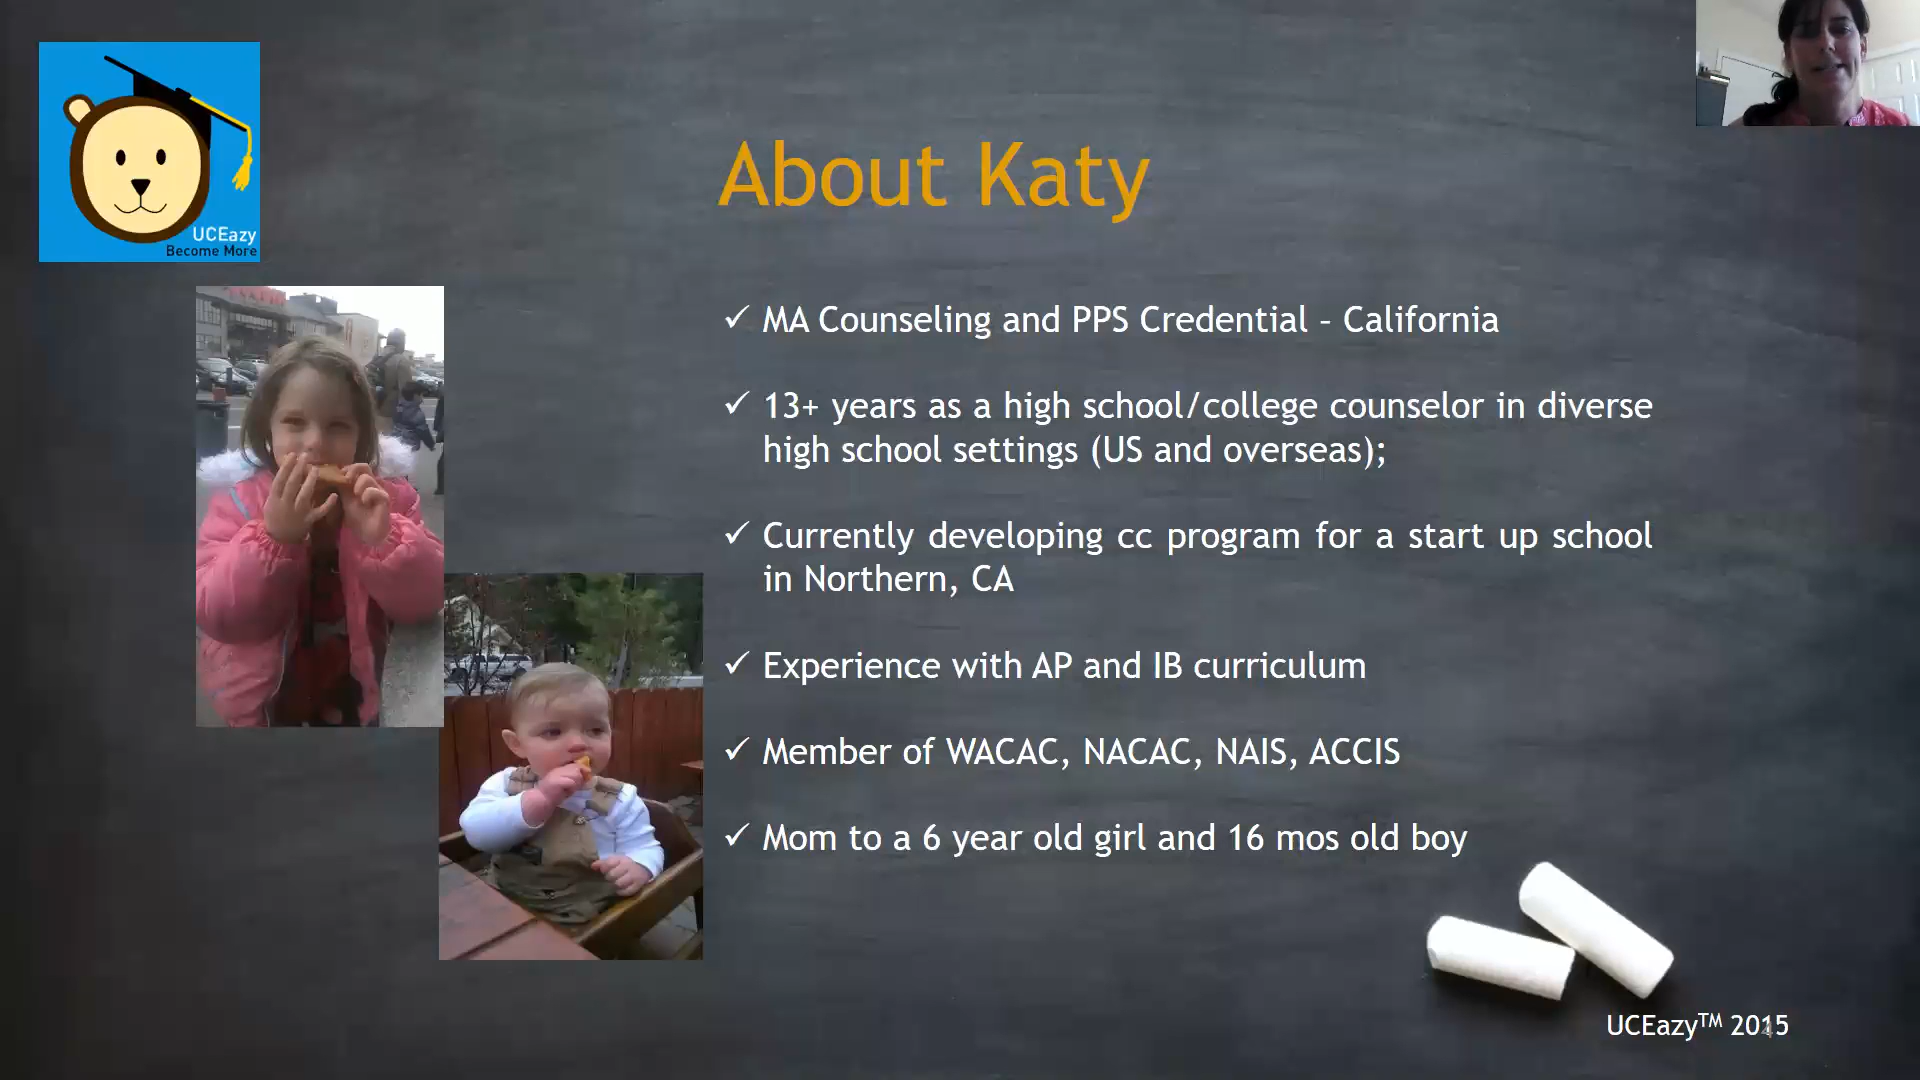 UCEazy
Become More
About Katy
✓ MA Counseling and PPS Credential – California
✓ 13+ years as a high school/college counselor in diverse
high school settings (US and overseas);
✓ Currently developing cc program for a start up school
in Northern, CA
✓ Experience with AP and IB curriculum
✓ Member of WACAC, NACAC, NAIS, ACCIS
✓ Mom to a 6 year old girl and 16 mos old boy
UCEazy™ 2015